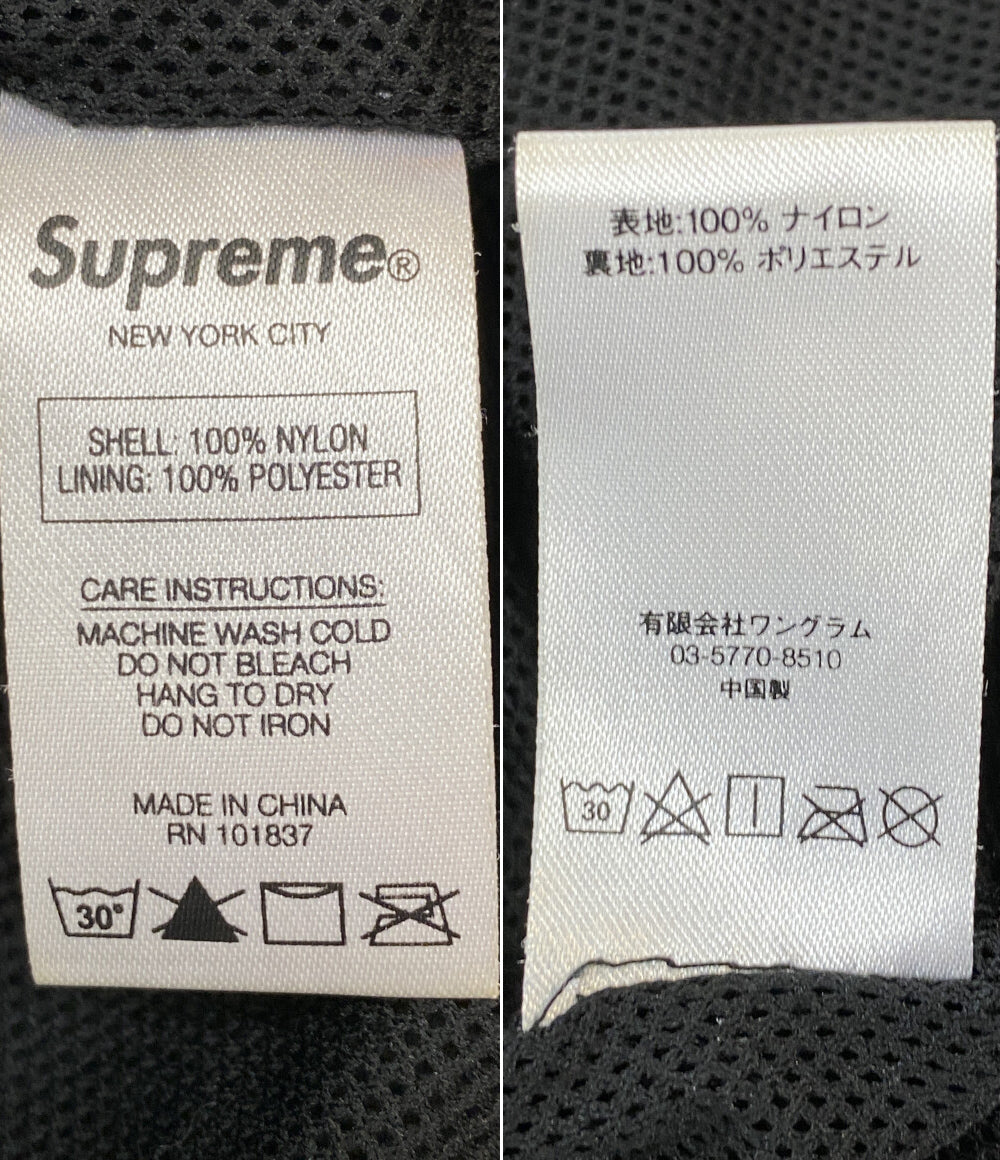 Supreme®
NEW YORK CITY
SHELL: 100% NYLON
LINING: 100% POLYESTER
CARE INSTRUCTIONS:
MACHINE WASH COLD
DO NOT BLEACH
HANG TO DRY
DO NOT IRON
MADE IN CHINA
RN 101837
30°
表地:100% ナイロン
裏地:100% ポリエステル
有限会社ワングラム
03-5770-8510
中国製
30